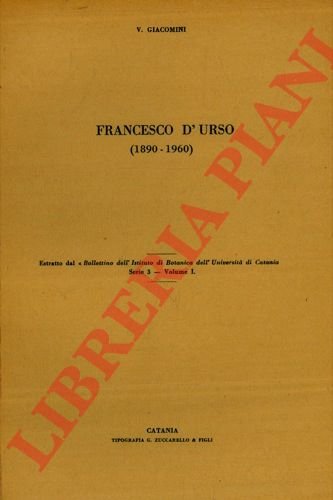 V. GIACOMINI
FRANCESCO D'URSO
(1890 - 1960)
Estratto dal « Bollettino dell'Istituto di Botanica dell'Università di Catania
Serie 3 — Volume I.
CATANIA
TIPOGRAFIA G. ZUCCARELLO & FIGLI
LIBRERIA PIANI